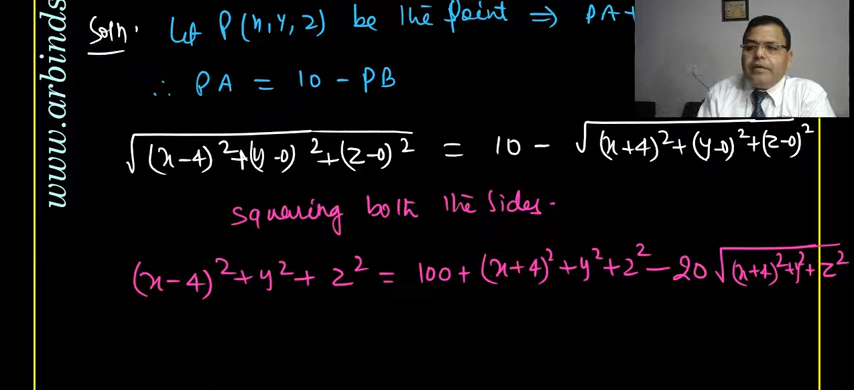 Soln. Let P(x, y, z) be the point ⇒ PA+
∴ PA = 10 - PB
√(x-4)²+(y-0)²+(z-0)² = 10 - √(x+4)²+(y-0)²+(z-0)²
squaring both the sides.
(x-4)²+y²+z² = 100+(x+4)²+y²+z²-20√(x+4)²+y²+z²
www.arbinds